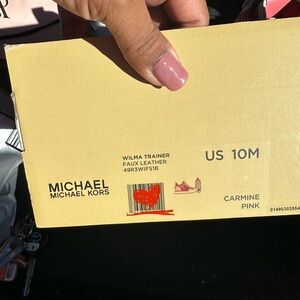 WILMA TRAINER
FAUX LEATHER
49R3WIFS1B
US 10M
MICHAEL
MICHAEL KORS
CARMINE
PINK